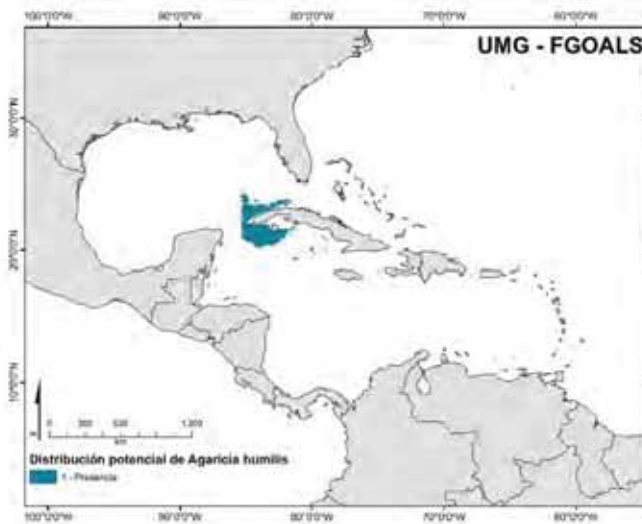 100°0'0"W 90°0'0"W 80°0'0"W 70°0'0"W 60°0'0"W
UMG - FGOALS
30°0'0"N
20°0'0"N
10°0'0"N
km
Distribución potencial de Agaricia humilis
1 - Presencia
100°0'0"W 90°0'0"W 80°0'0"W 70°0'0"W 60°0'0"W